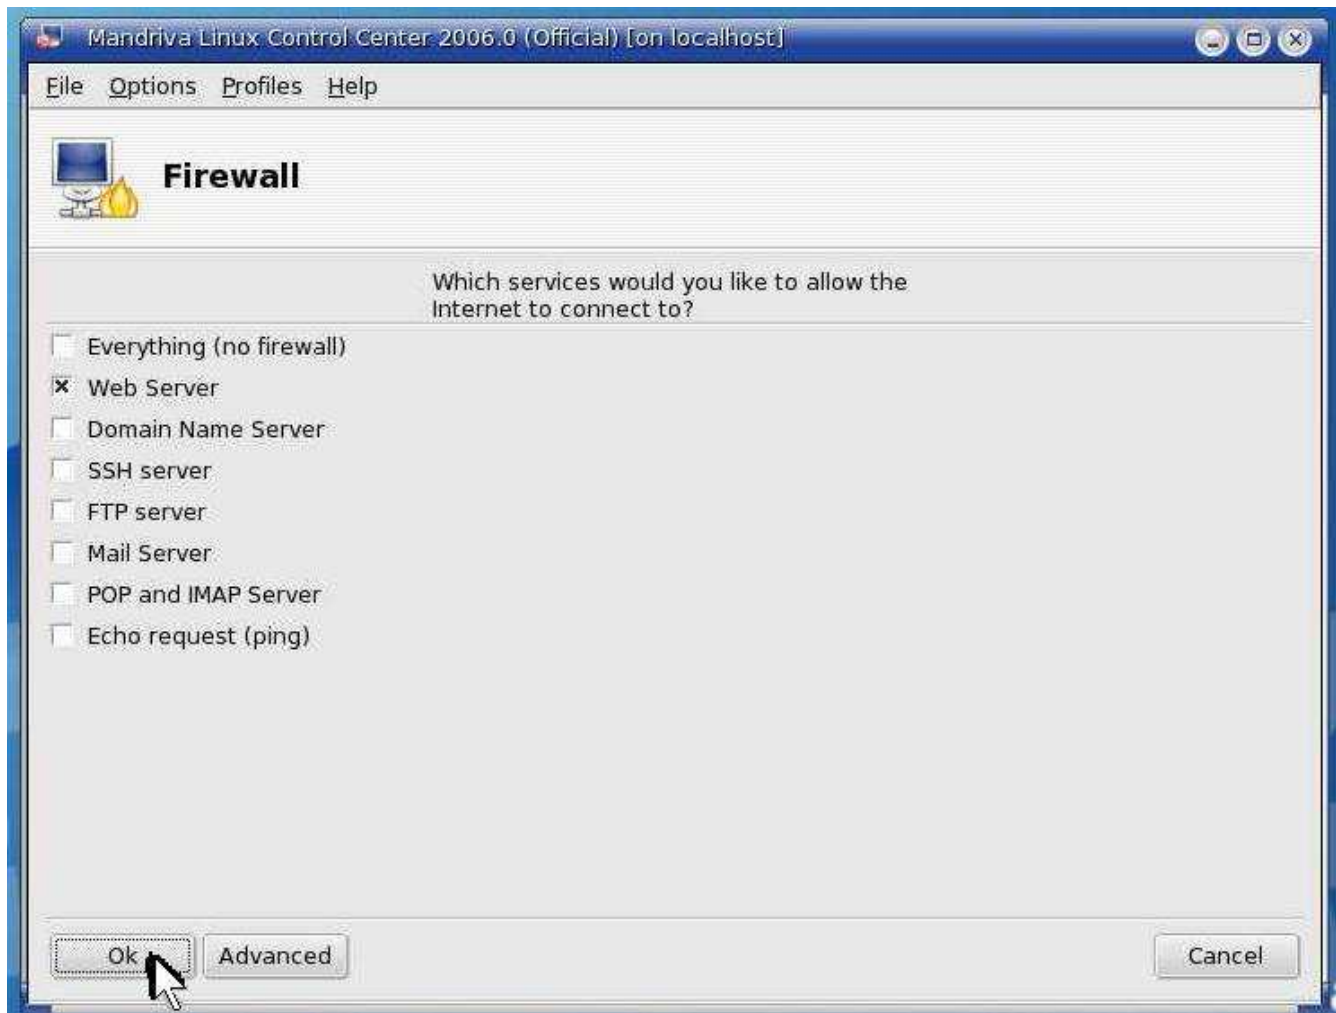 Mandriva Linux Control Center 2006.0 (Official) [on localhost]
File Options Profiles Help
Firewall
Which services would you like to allow the
Internet to connect to?
Everything (no firewall)
Web Server
Domain Name Server
SSH server
FTP server
Mail Server
POP and IMAP Server
Echo request (ping)
Ok Advanced Cancel